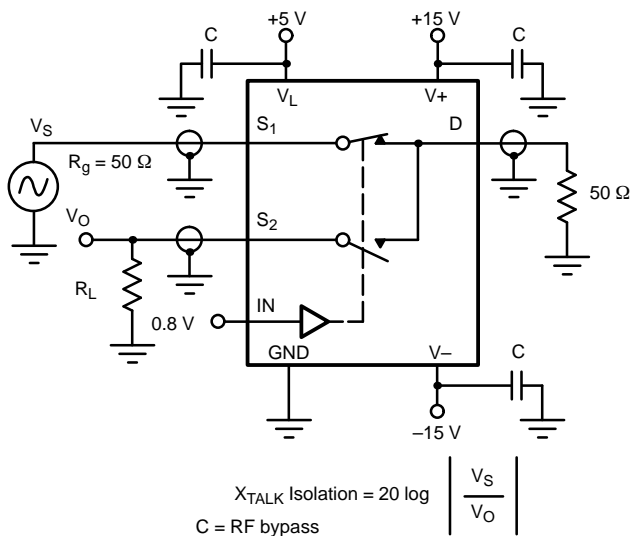 +5 V
+15 V
C
C
V_L
V+
V_S
S_1
D
R_g = 50 Ω
50 Ω
V_O
S_2
R_L
IN
0.8 V
GND
V–
C
–15 V
X_TALK Isolation = 20 log | V_S / V_O |
C = RF bypass